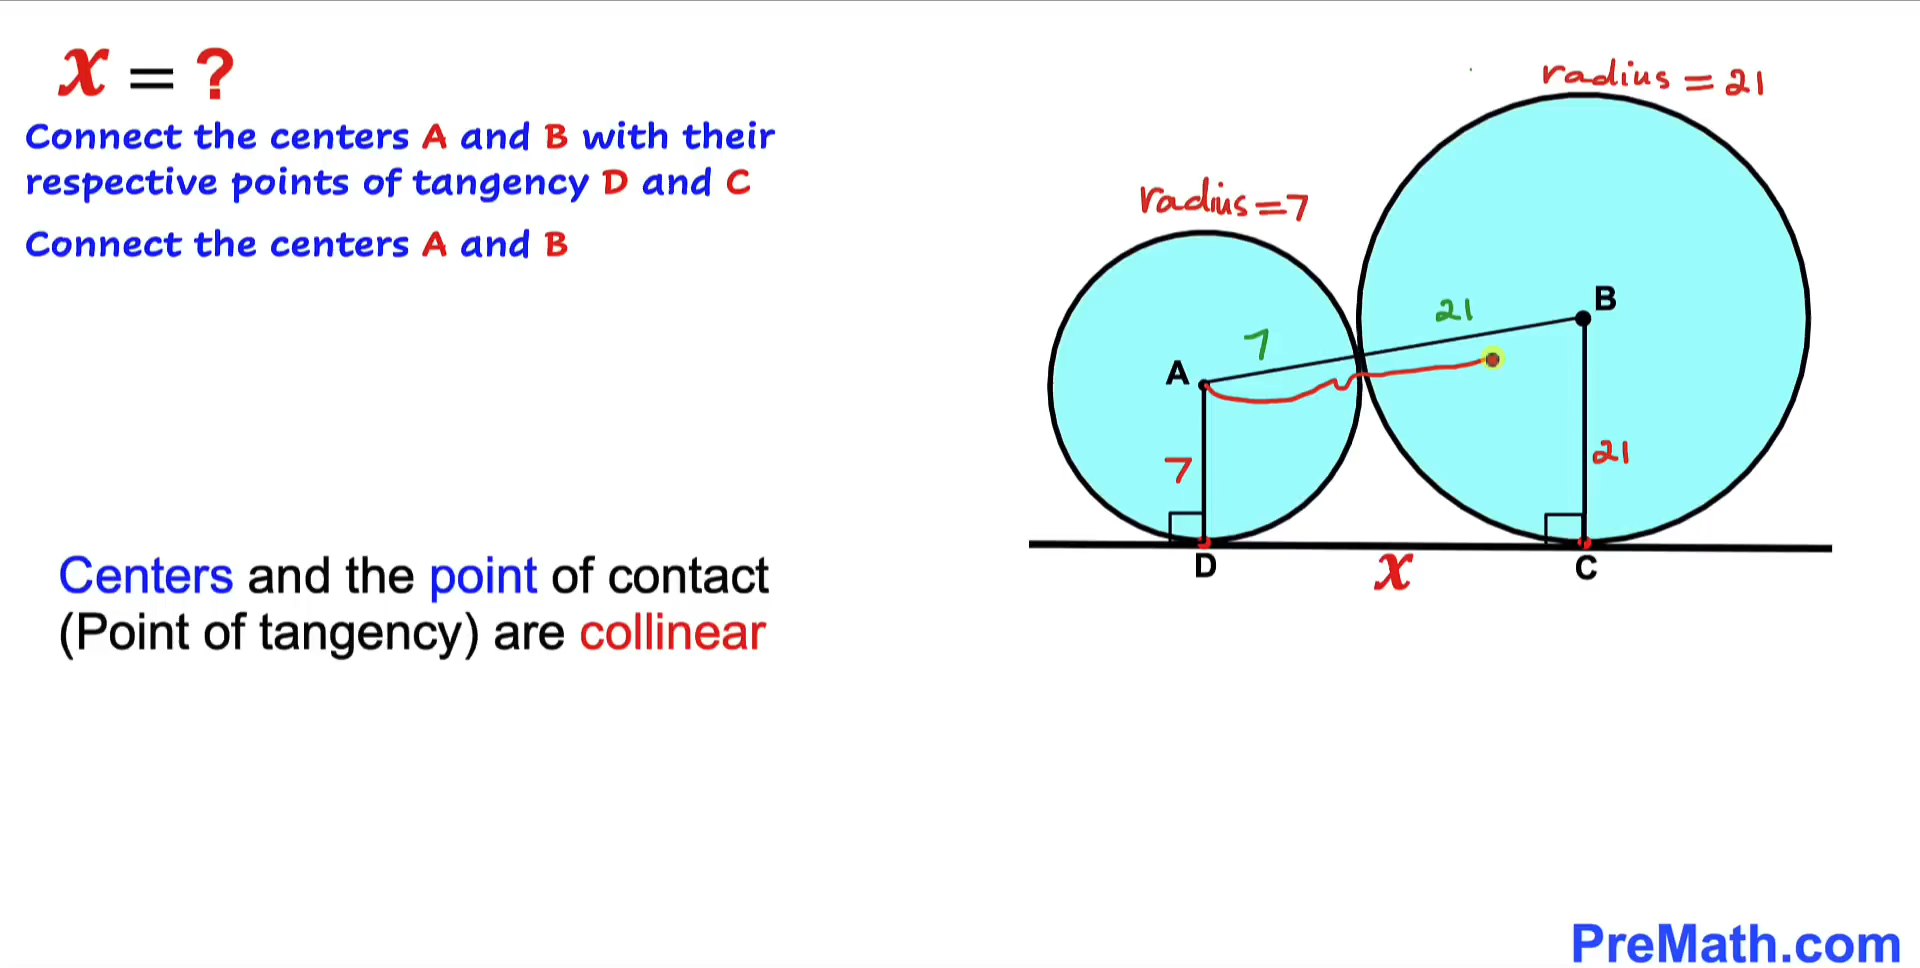 x = ?
Connect the centers A and B with their
respective points of tangency D and C
Connect the centers A and B
radius = 21
radius = 7
B
21
7
A
7
21
D
x
C
Centers and the point of contact
(Point of tangency) are collinear
PreMath.com